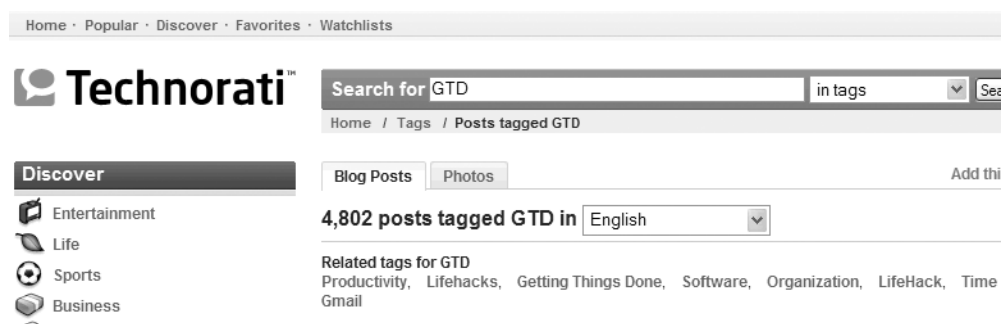 Home · Popular · Discover · Favorites · Watchlists
Technorati™
Search for GTD in tags
Home / Tags / Posts tagged GTD
Discover
Entertainment
Life
Sports
Business
Blog Posts Photos Add
4,802 posts tagged GTD in English
Related tags for GTD
Productivity, Lifehacks, Getting Things Done, Software, Organization, LifeHack, Time
Gmail